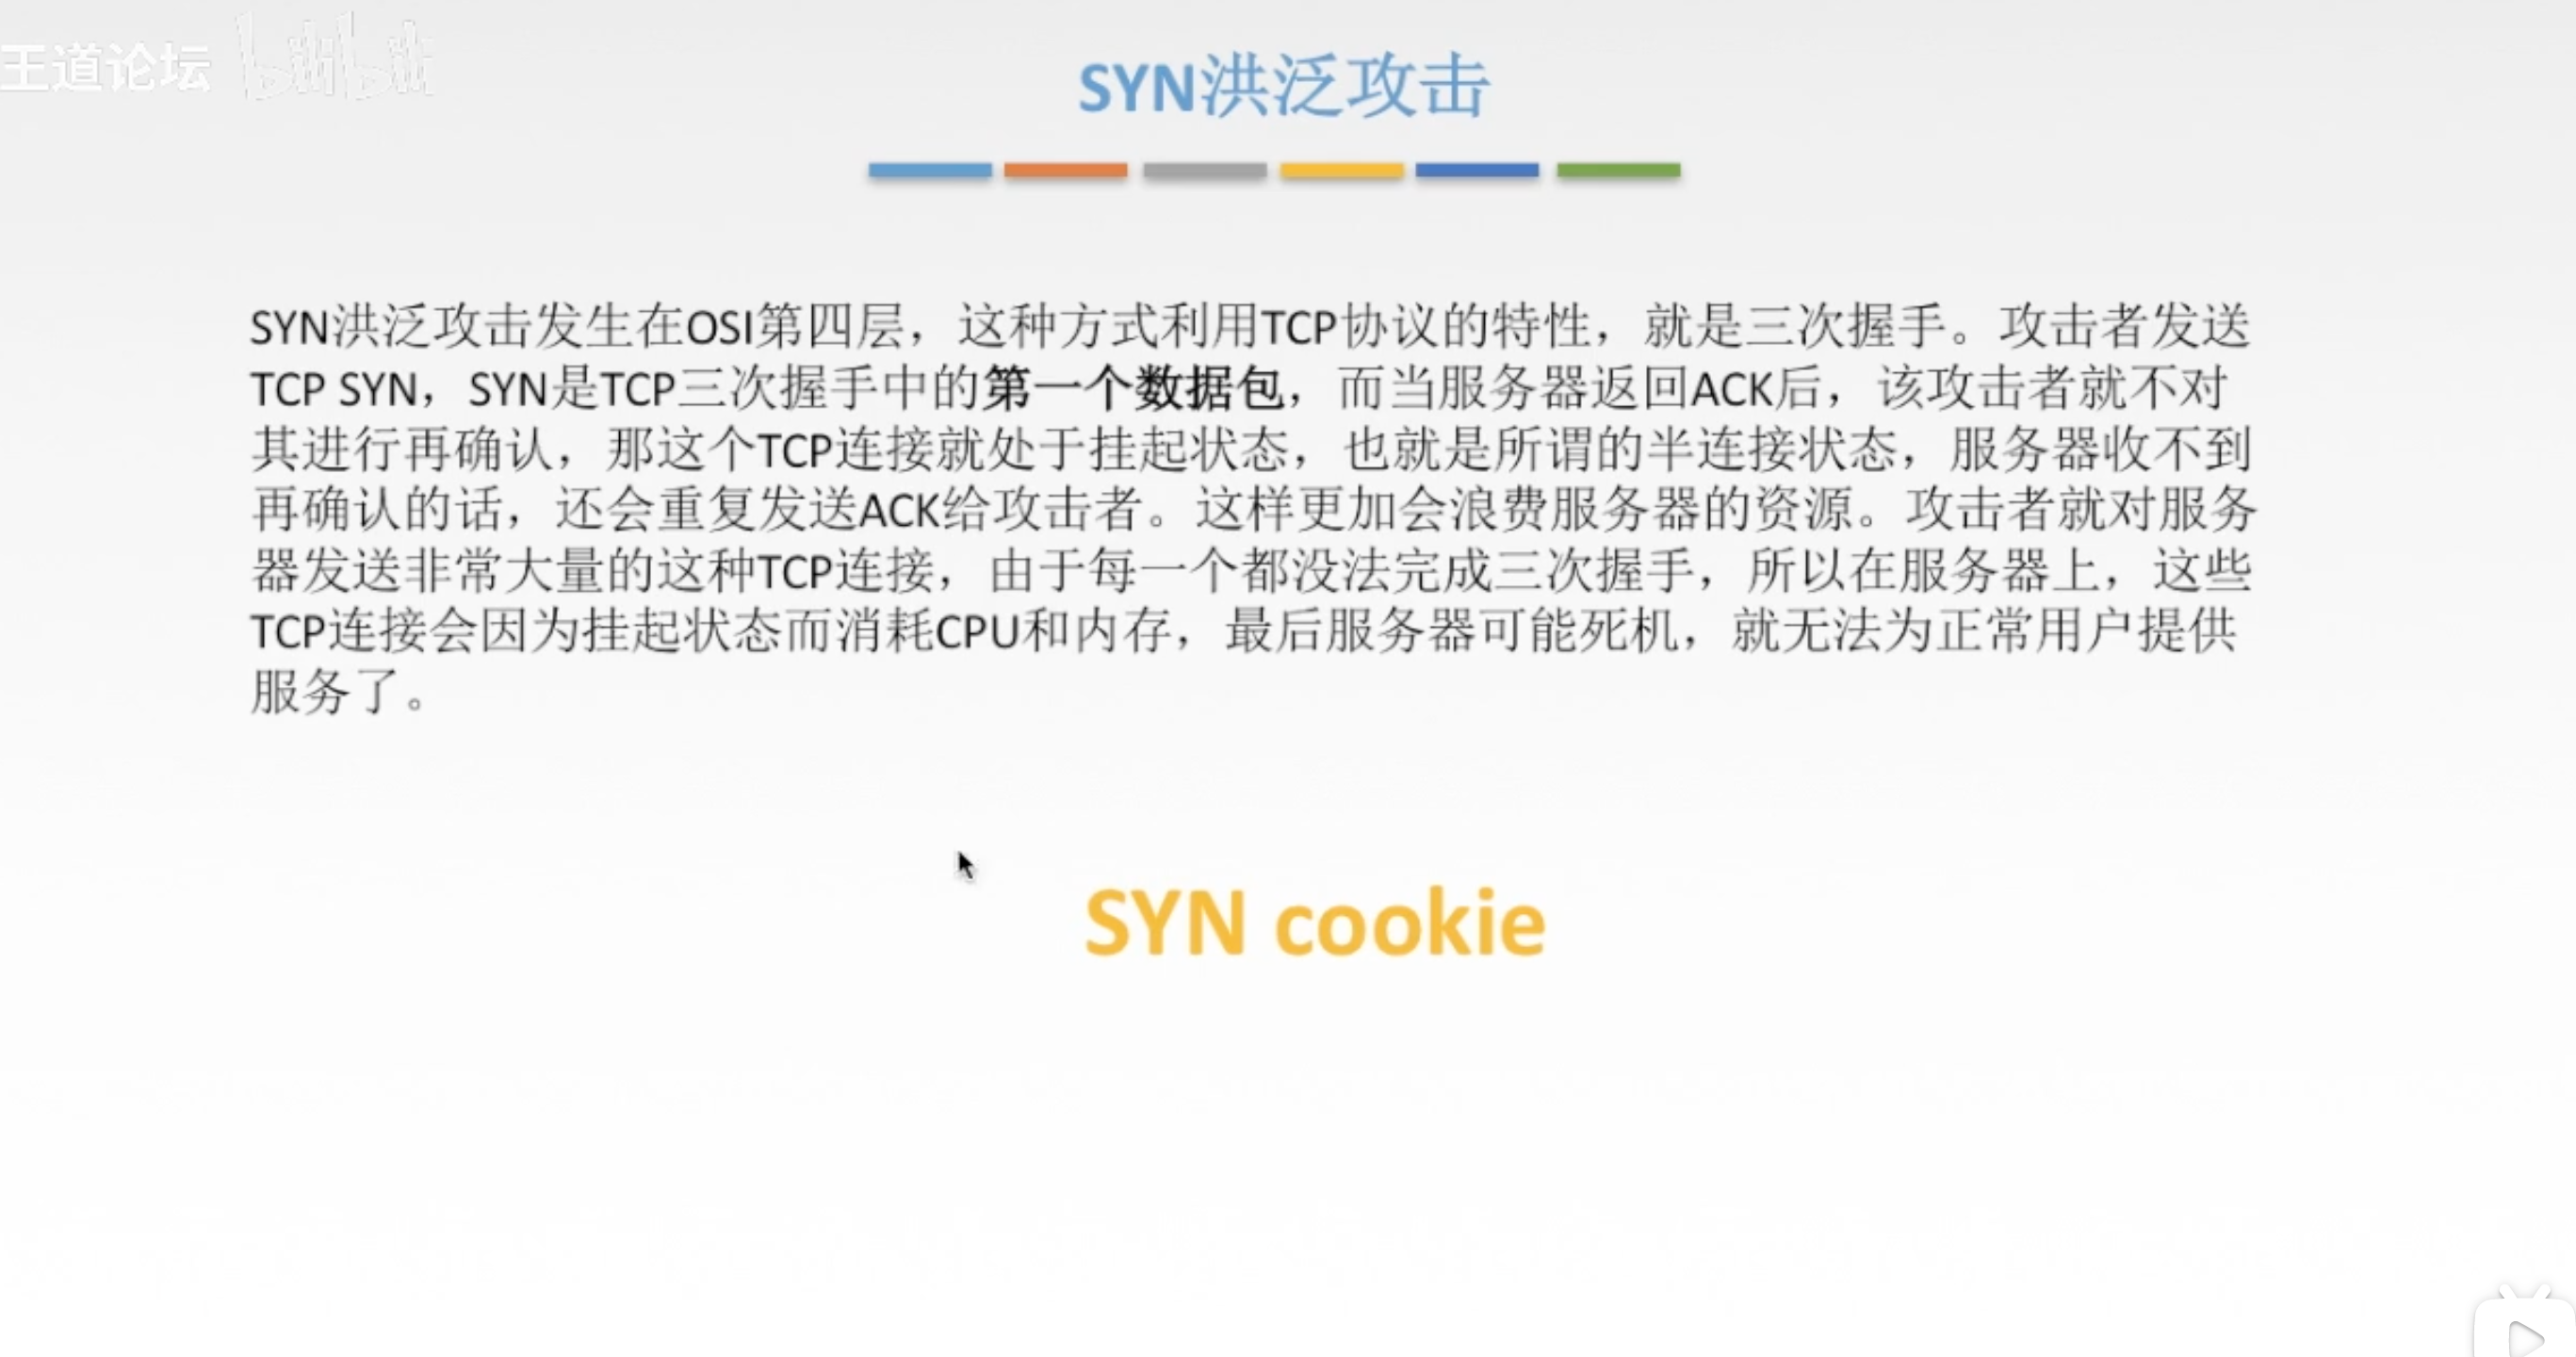 王道论坛 bilibili
SYN洪泛攻击
SYN洪泛攻击发生在OSI第四层，这种方式利用TCP协议的特性，就是三次握手。攻击者发送
TCP SYN，SYN是TCP三次握手中的第一个数据包，而当服务器返回ACK后，该攻击者就不对
其进行再确认，那这个TCP连接就处于挂起状态，也就是所谓的半连接状态，服务器收不到
再确认的话，还会重复发送ACK给攻击者。这样更加会浪费服务器的资源。攻击者就对服务
器发送非常大量的这种TCP连接，由于每一个都没法完成三次握手，所以在服务器上，这些
TCP连接会因为挂起状态而消耗CPU和内存，最后服务器可能死机，就无法为正常用户提供
服务了。
SYN cookie